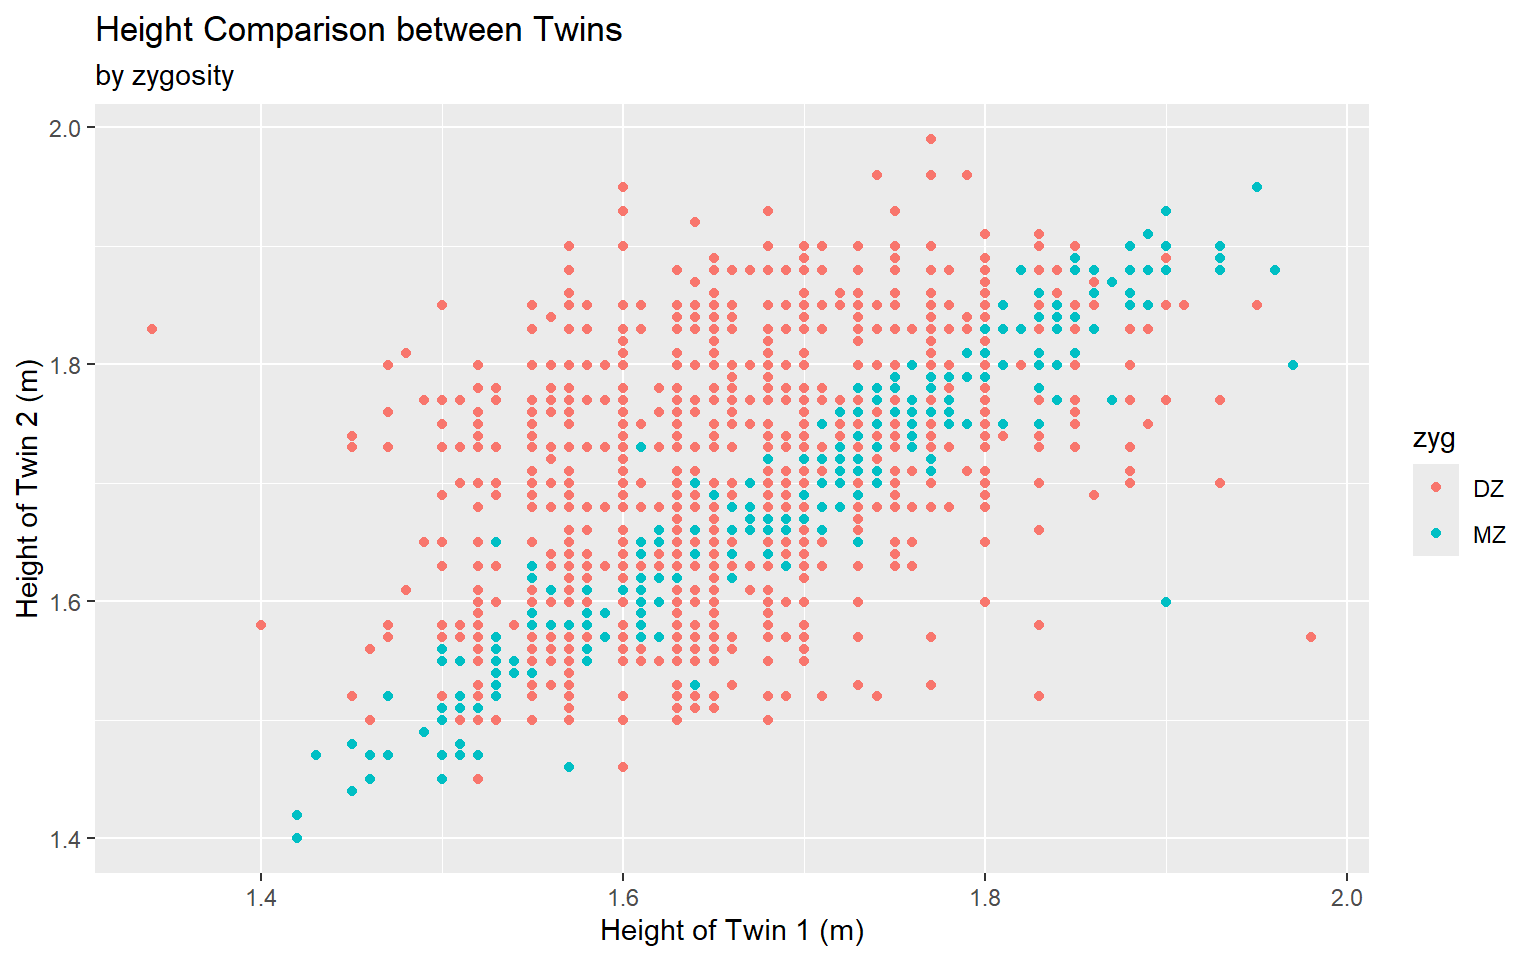 Height Comparison between Twins
by zygosity
2.0
1.8
1.6
1.4
Height of Twin 2 (m)
1.4
1.6
1.8
2.0
Height of Twin 1 (m)
zyg
DZ
MZ